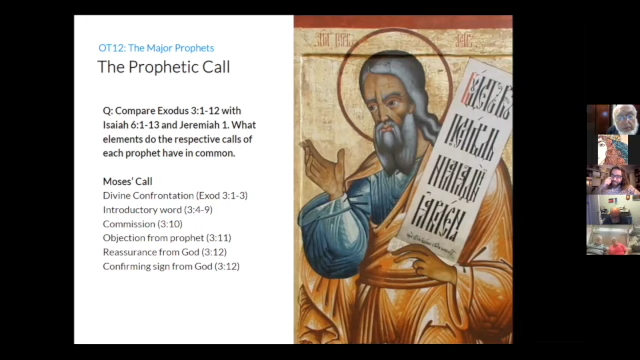 OT12: The Major Prophets
The Prophetic Call
Q: Compare Exodus 3:1-12 with
Isaiah 6:1-13 and Jeremiah 1. What
elements do the respective calls of
each prophet have in common.
Moses' Call
Divine Confrontation (Exod 3:1-3)
Introductory word (3:4-9)
Commission (3:10)
Objection from prophet (3:11)
Reassurance from God (3:12)
Confirming sign from God (3:12)